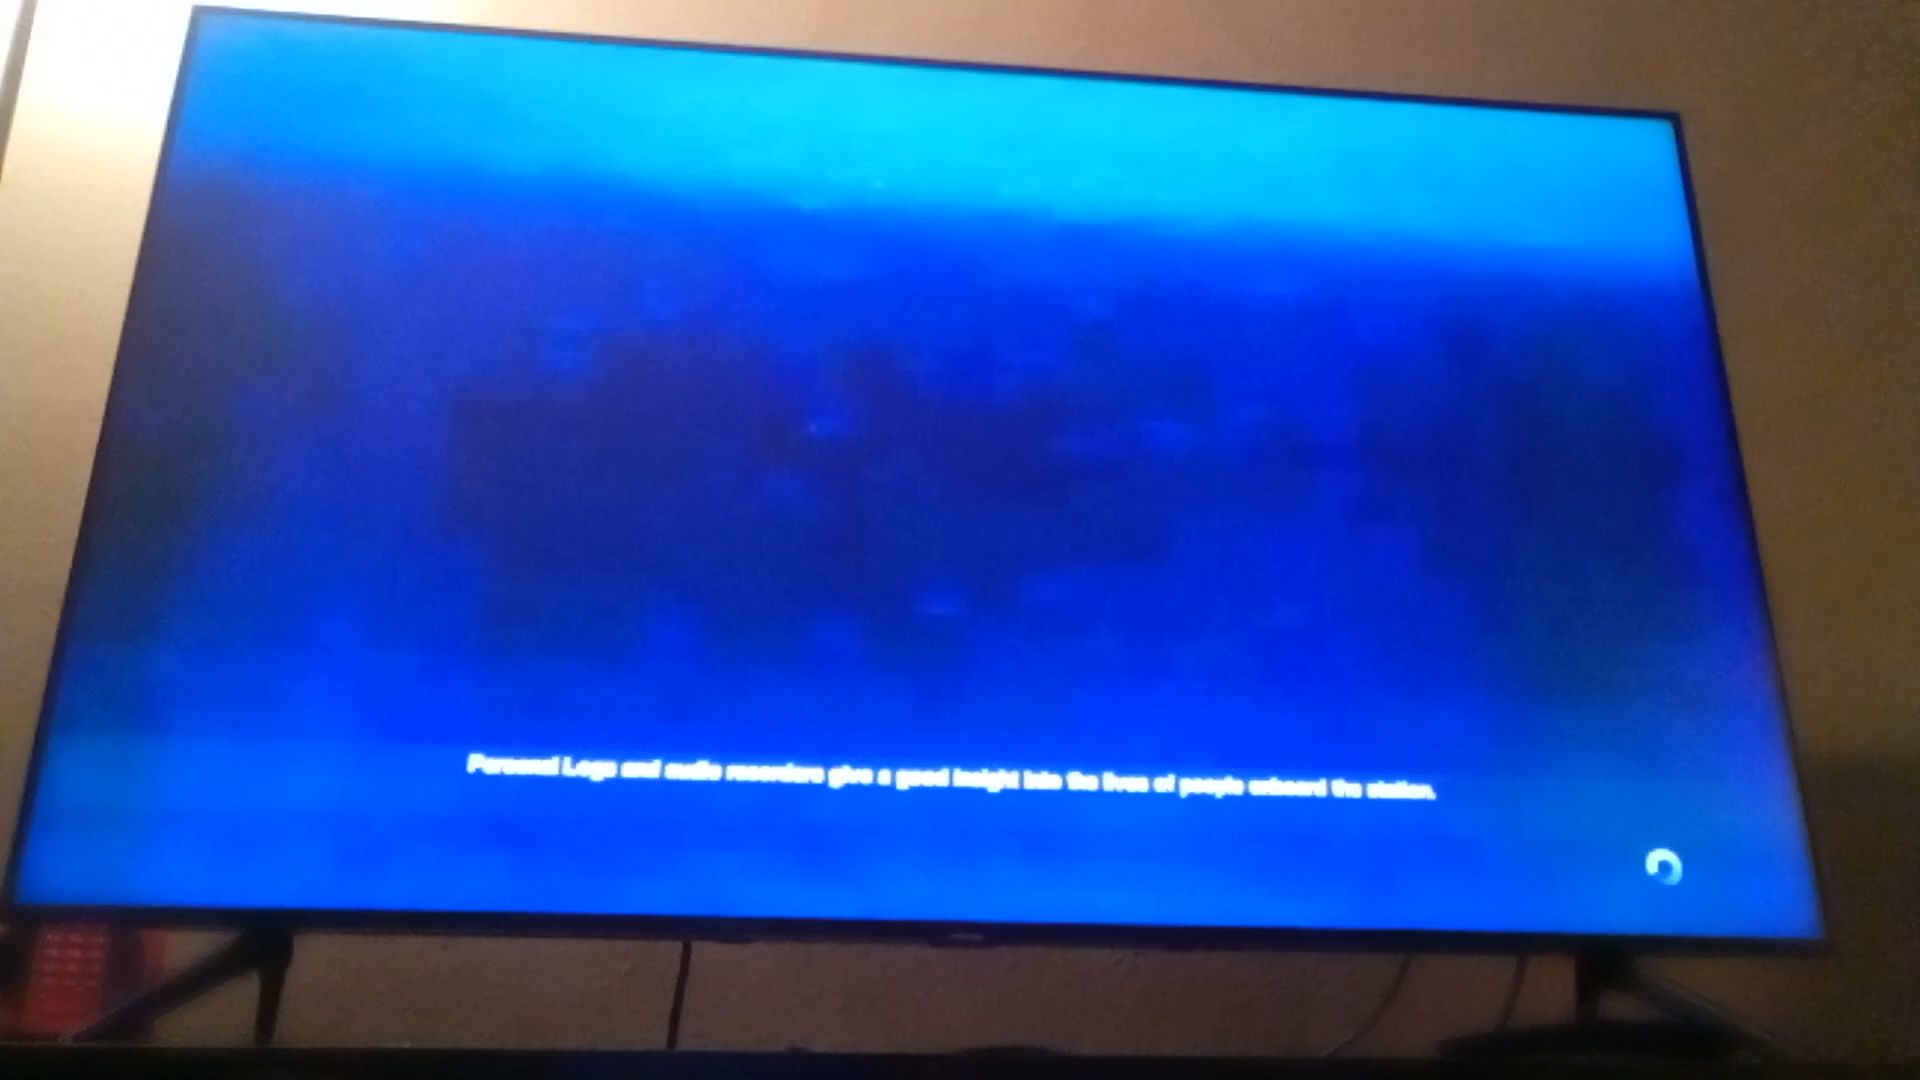 Personal Logs and audio recorders give a good insight into the lives of people onboard the station.